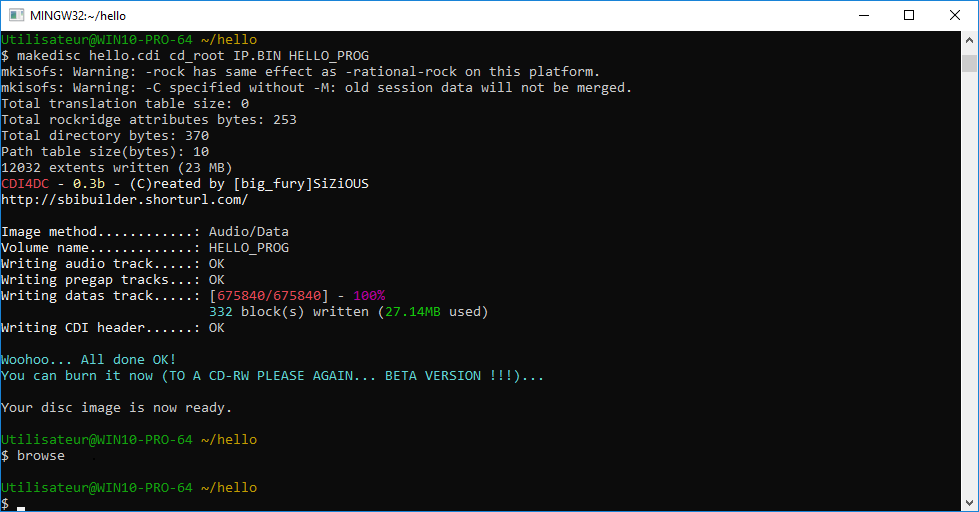 MINGW32:~/hello
Utilisateur@WIN10-PRO-64 ~/hello
$ makedisc hello.cdi cd_root IP.BIN HELLO_PROG
mkisofs: Warning: -rock has same effect as -rational-rock on this platform.
mkisofs: Warning: -C specified without -M: old session data will not be merged.
Total translation table size: 0
Total rockridge attributes bytes: 253
Total directory bytes: 370
Path table size(bytes): 10
12032 extents written (23 MB)
CDI4DC - 0.3b - (C)reated by [big_fury]SiZiOUS
http://sbibuilder.shorturl.com/
Image method............: Audio/Data
Volume name.............: HELLO_PROG
Writing audio track.....: OK
Writing pregap tracks...: OK
Writing datas track.....: [675840/675840] - 100%
332 block(s) written (27.14MB used)
Writing CDI header......: OK
Woohoo... All done OK!
You can burn it now (TO A CD-RW PLEASE AGAIN... BETA VERSION !!!)...
Your disc image is now ready.
Utilisateur@WIN10-PRO-64 ~/hello
$ browse
Utilisateur@WIN10-PRO-64 ~/hello
$